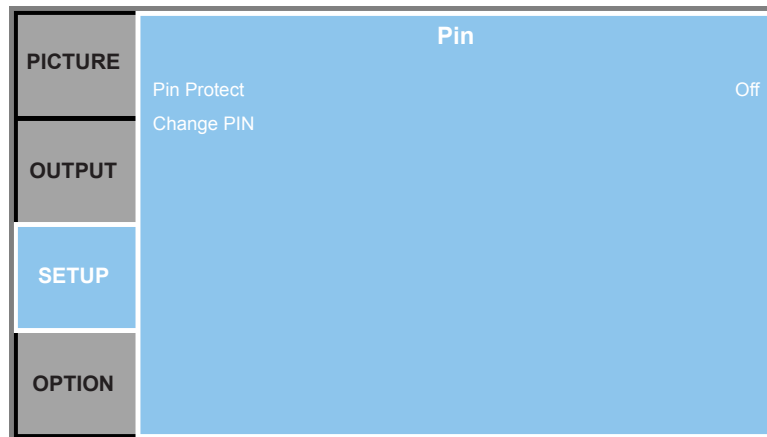 PICTURE
OUTPUT
SETUP
OPTION
Pin
Pin Protect Off
Change PIN